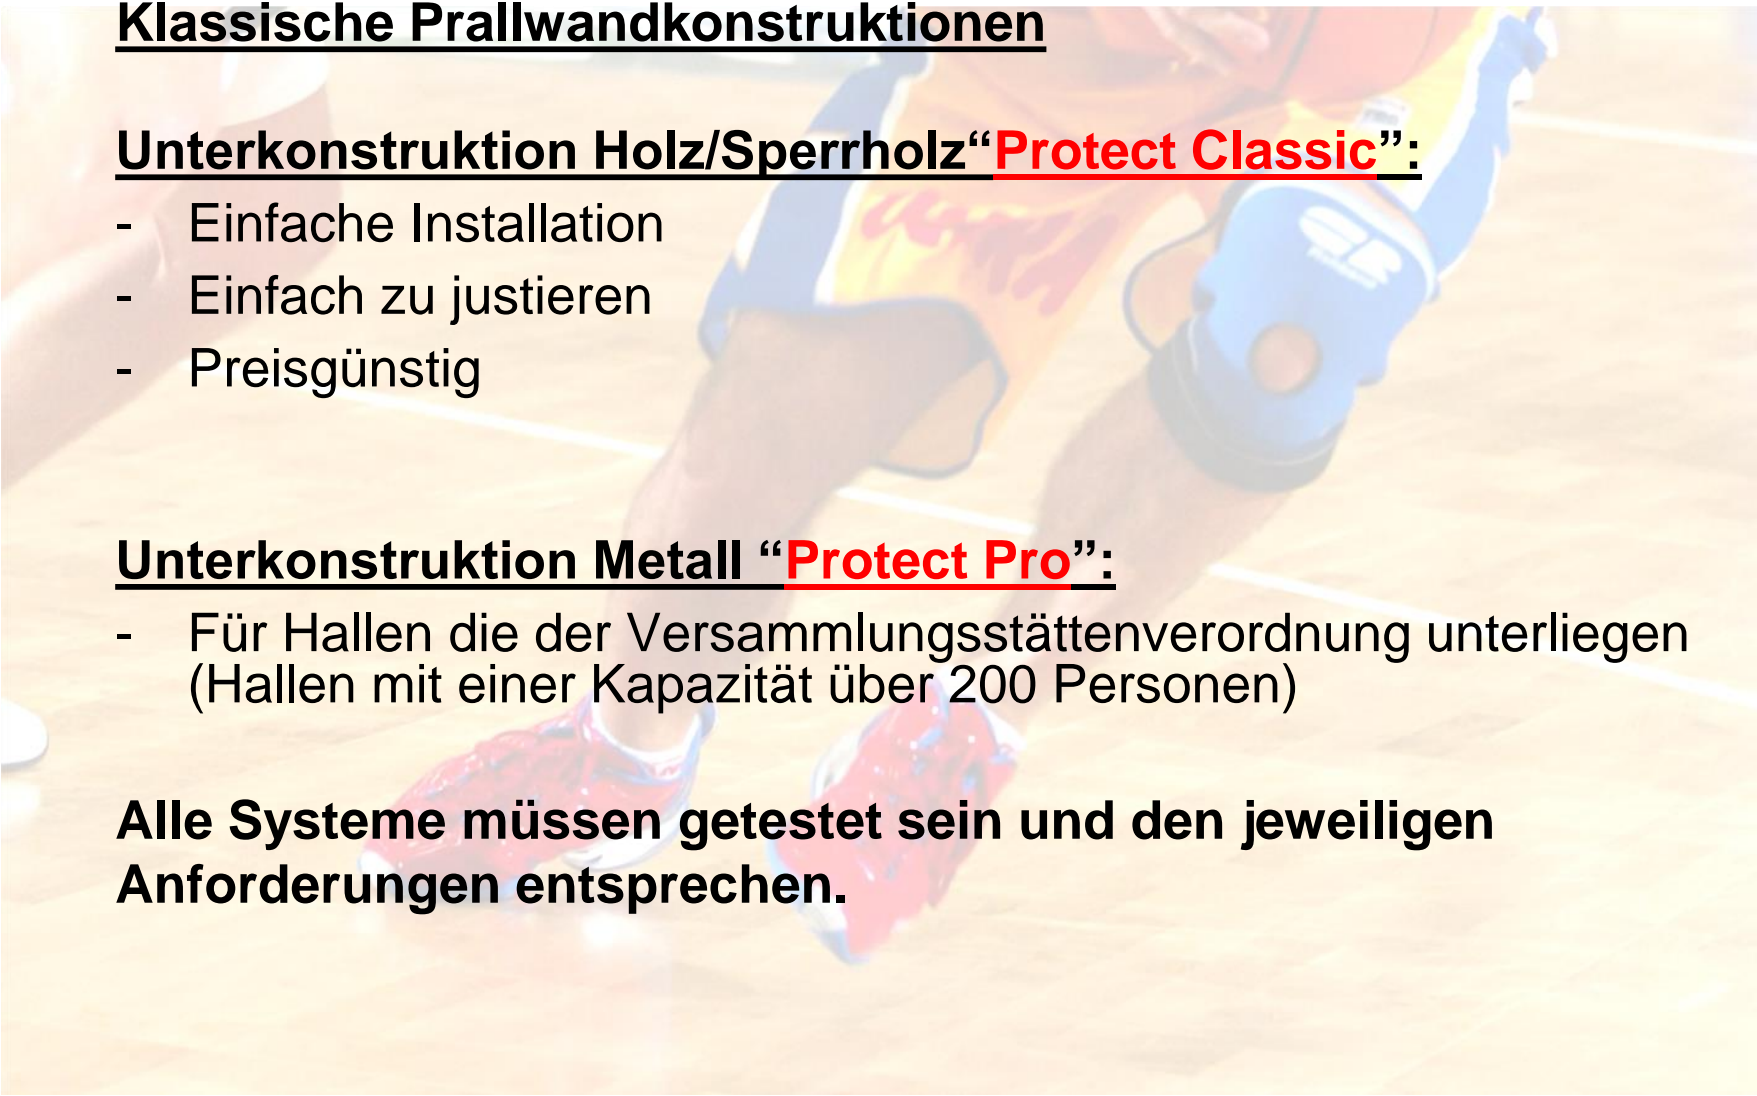 Klassische Prallwandkonstruktionen
Unterkonstruktion Holz/Sperrholz“Protect Classic”:
- Einfache Installation
- Einfach zu justieren
- Preisgünstig
Unterkonstruktion Metall “Protect Pro”:
- Für Hallen die der Versammlungsstättenverordnung unterliegen
(Hallen mit einer Kapazität über 200 Personen)
Alle Systeme müssen getestet sein und den jeweiligen
Anforderungen entsprechen.